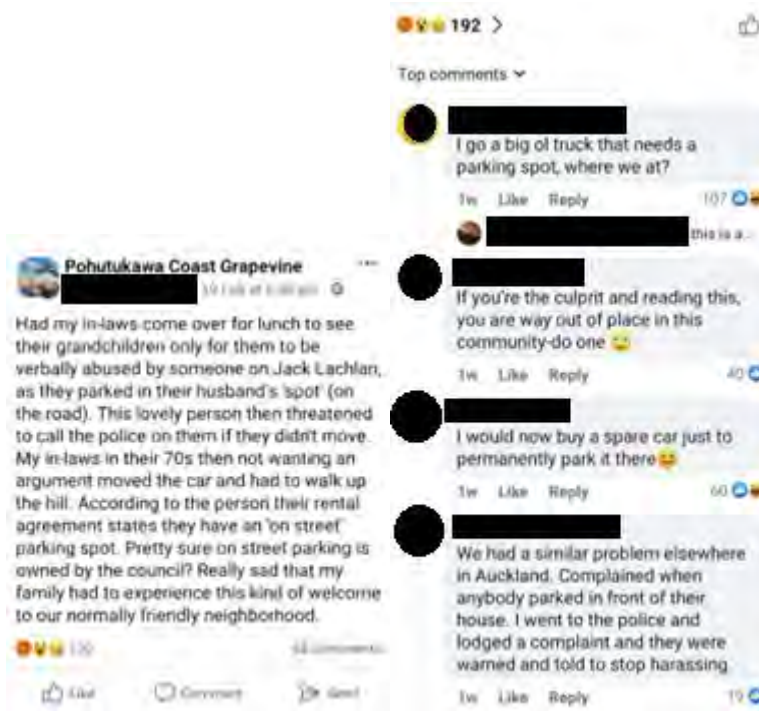 Pohutukawa Coast Grapevine
Had my in-laws come over for lunch to see
their grandchildren only for them to be
verbally abused by someone on Jack Lachlan,
as they parked in their husband's 'spot' (on
the road). This lovely person then threatened
to call the police on them if they didn't move.
My in-laws in their 70s then not wanting an
argument moved the car and had to walk up
the hill. According to the person their rental
agreement states they have an 'on street'
parking spot. Pretty sure on street parking is
owned by the council? Really sad that my
family had to experience this kind of welcome
to our normally friendly neighborhood.
Like Comment Send
192 >
Top comments
I go a big ol truck that needs a
parking spot, where we at?
1w Like Reply 107
this is a...
If you're the culprit and reading this,
you are way out of place in this
community-do one
1w Like Reply 40
I would now buy a spare car just to
permanently park it there
1w Like Reply 60
We had a similar problem elsewhere
in Auckland. Complained when
anybody parked in front of their
house. I went to the police and
lodged a complaint and they were
warned and told to stop harassing
1w Like Reply 19